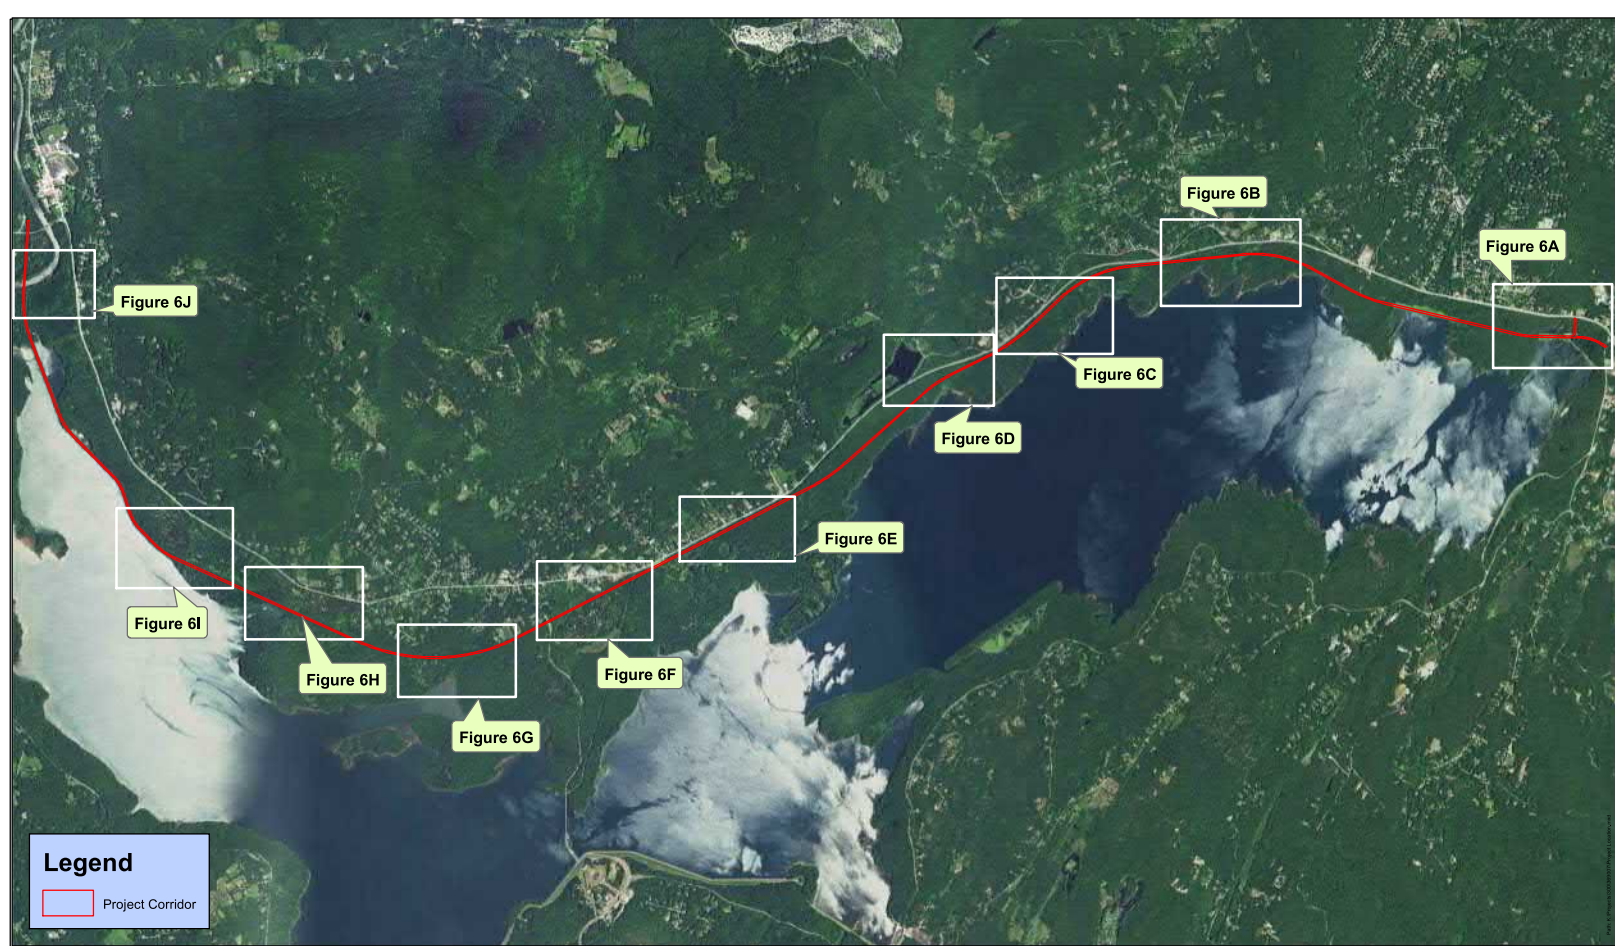 Figure 6B
Figure 6A
Figure 6J
Figure 6C
Figure 6D
Figure 6E
Figure 6I
Figure 6H
Figure 6F
Figure 6G
Legend
Project Corridor